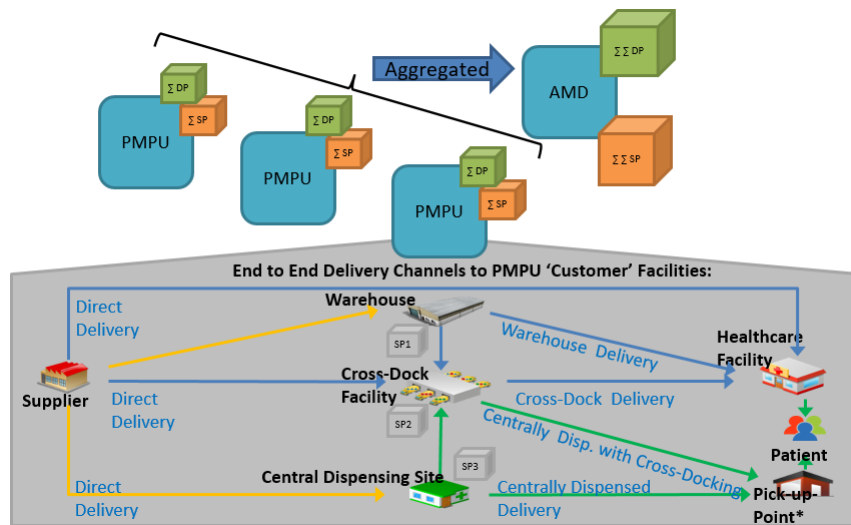 ∑ ∑ DP
Aggregated
AMD
∑ DP
∑ SP
PMPU
∑ DP
∑ SP
PMPU
∑ ∑ SP
∑ DP
∑ SP
PMPU
End to End Delivery Channels to PMPU ‘Customer’ Facilities:
Direct
Delivery
Warehouse
SP1
Warehouse Delivery
Healthcare
Facility
Supplier
Direct
Delivery
Cross-Dock
Facility
SP2
Cross-Dock Delivery
Centrally Disp. with Cross-Docking
Patient
Direct
Delivery
Central Dispensing Site
SP3
Centrally Dispensed
Delivery
Pick-up-
Point*